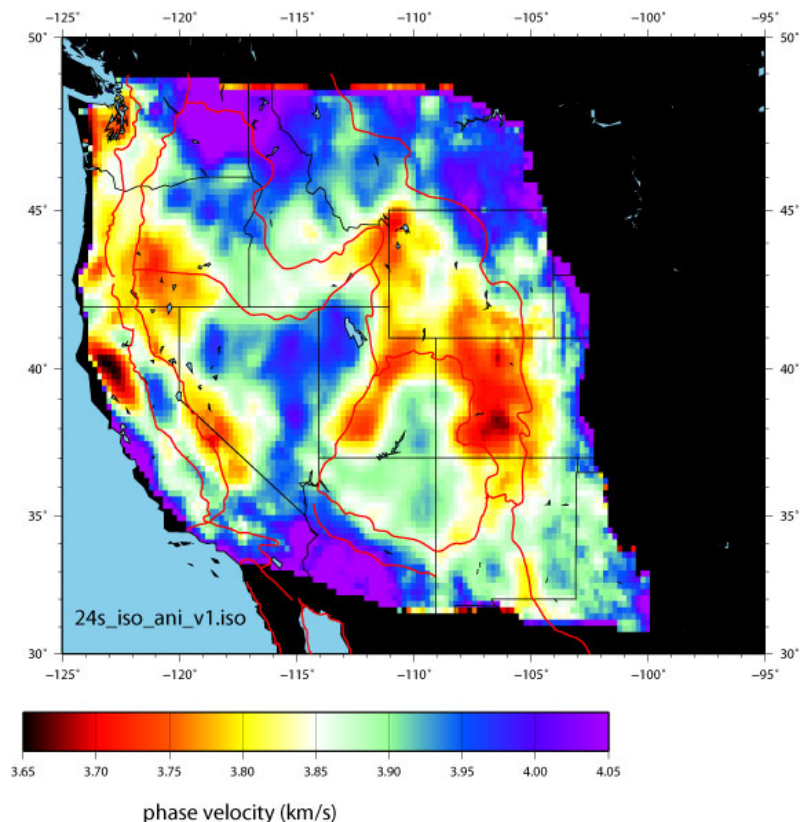 −125° −120° −115° −110° −105° −100° −95°
50° 50°
45° 45°
40° 40°
35° 35°
24s_iso_ani_v1.iso
30° 30°
−125° −120° −115° −110° −105° −100° −95°
3.65 3.70 3.75 3.80 3.85 3.90 3.95 4.00 4.05
phase velocity (km/s)